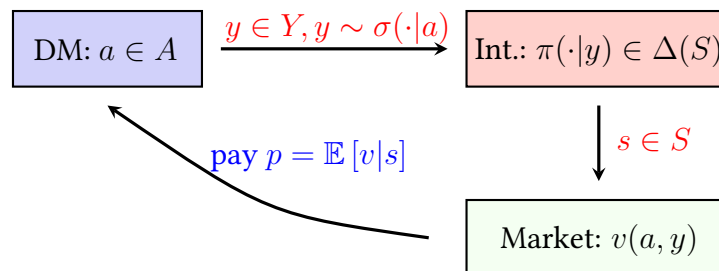 DM: a ∈ A
y ∈ Y, y ∼ σ(·|a)
Int.: π(·|y) ∈ Δ(S)
pay p = 𝔼 [v|s]
s ∈ S
Market: v(a, y)